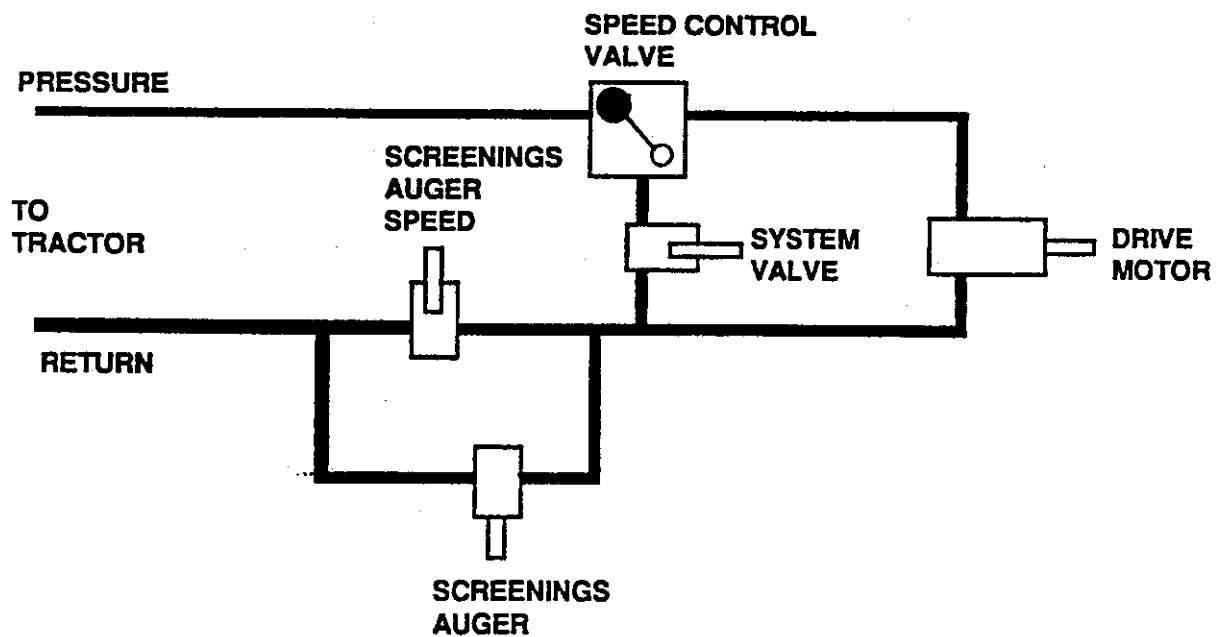 SPEED CONTROL
VALVE
PRESSURE
SCREENINGS
AUGER
SPEED
TO
TRACTOR
SYSTEM
VALVE
DRIVE
MOTOR
RETURN
SCREENINGS
AUGER